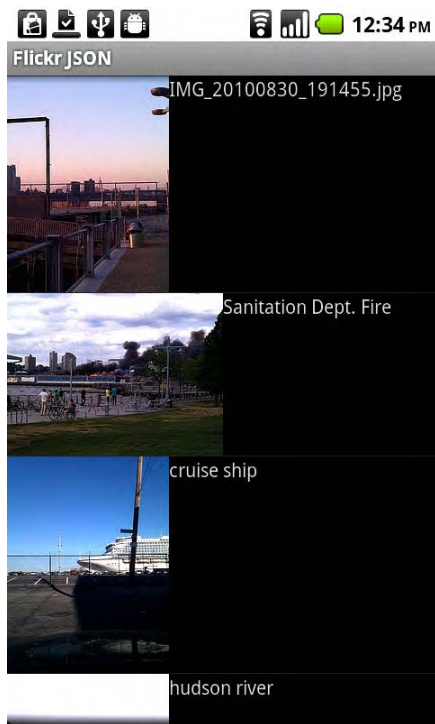 12:34 PM
Flickr JSON
IMG_20100830_191455.jpg
Sanitation Dept. Fire
cruise ship
hudson river